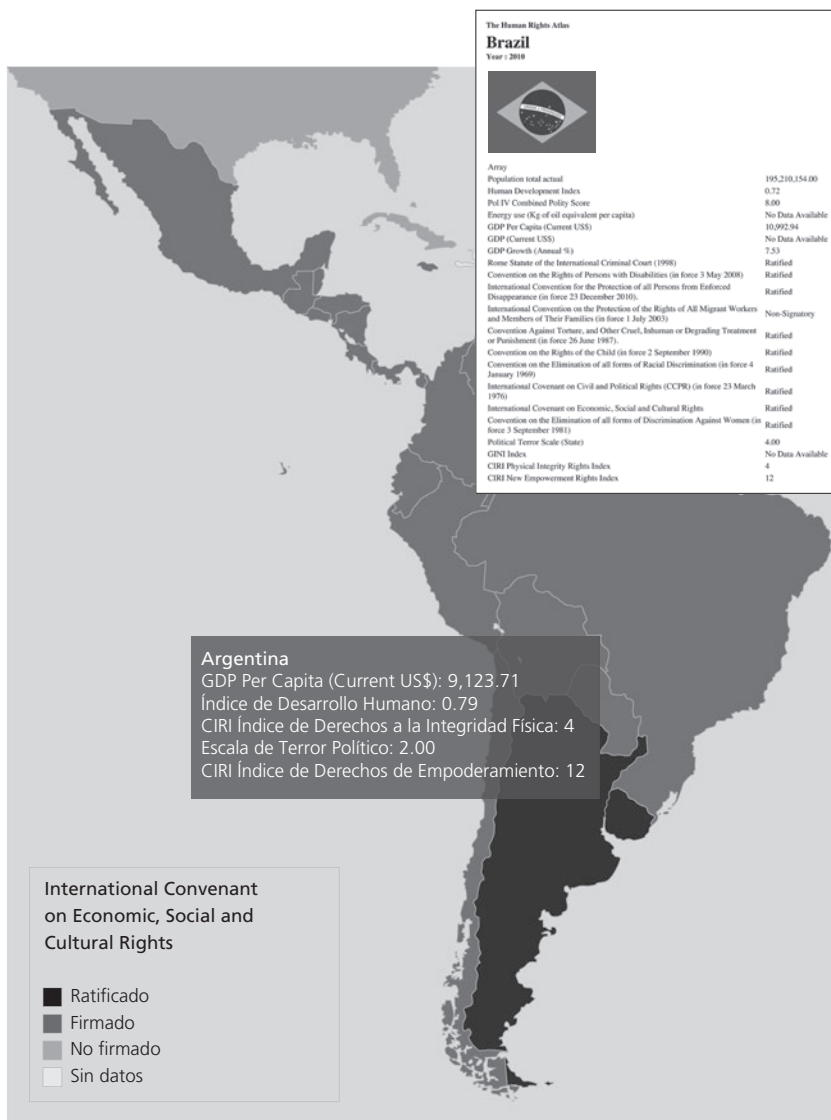 The Human Rights Atlas
Brazil
Year : 2010
Array
Population total actual 195,210,154.00
Human Development Index 0.72
Pol IV Combined Polity Score 8.00
Energy use (Kg of oil equivalent per capita) No Data Available
GDP Per Capita (Current US$) 10,992.94
GDP (Current US$) No Data Available
GDP Growth (Annual %) 7.53
Rome Statute of the International Criminal Court (1998) Ratified
Convention on the Rights of Persons with Disabilities (in force 3 May 2008) Ratified
International Convention for the Protection of all Persons from Enforced
Disappearance (in force 23 December 2010). Ratified
International Convention on the Protection of the Rights of All Migrant Workers
and Members of Their Families (in force 1 July 2003) Non-Signatory
Convention Against Torture, and Other Cruel, Inhuman or Degrading Treatment
or Punishment (in force 26 June 1987). Ratified
Convention on the Rights of the Child (in force 2 September 1990) Ratified
Convention on the Elimination of all forms of Racial Discrimination (in force 4
January 1969) Ratified
International Covenant on Civil and Political Rights (CCPR) (in force 23 March
1976) Ratified
International Covenant on Economic, Social and Cultural Rights Ratified
Convention on the Elimination of all forms of Discrimination Against Women (in
force 3 September 1981) Ratified
Political Terror Scale (State) 4.00
GINI Index No Data Available
CIRI Physical Integrity Rights Index 4
CIRI New Empowerment Rights Index 12
Argentina
GDP Per Capita (Current US$): 9,123.71
Índice de Desarrollo Humano: 0.79
CIRI Índice de Derechos a la Integridad Física: 4
Escala de Terror Político: 2.00
CIRI Índice de Derechos de Empoderamiento: 12
International Convenant
on Economic, Social and
Cultural Rights
Ratificado
Firmado
No firmado
Sin datos